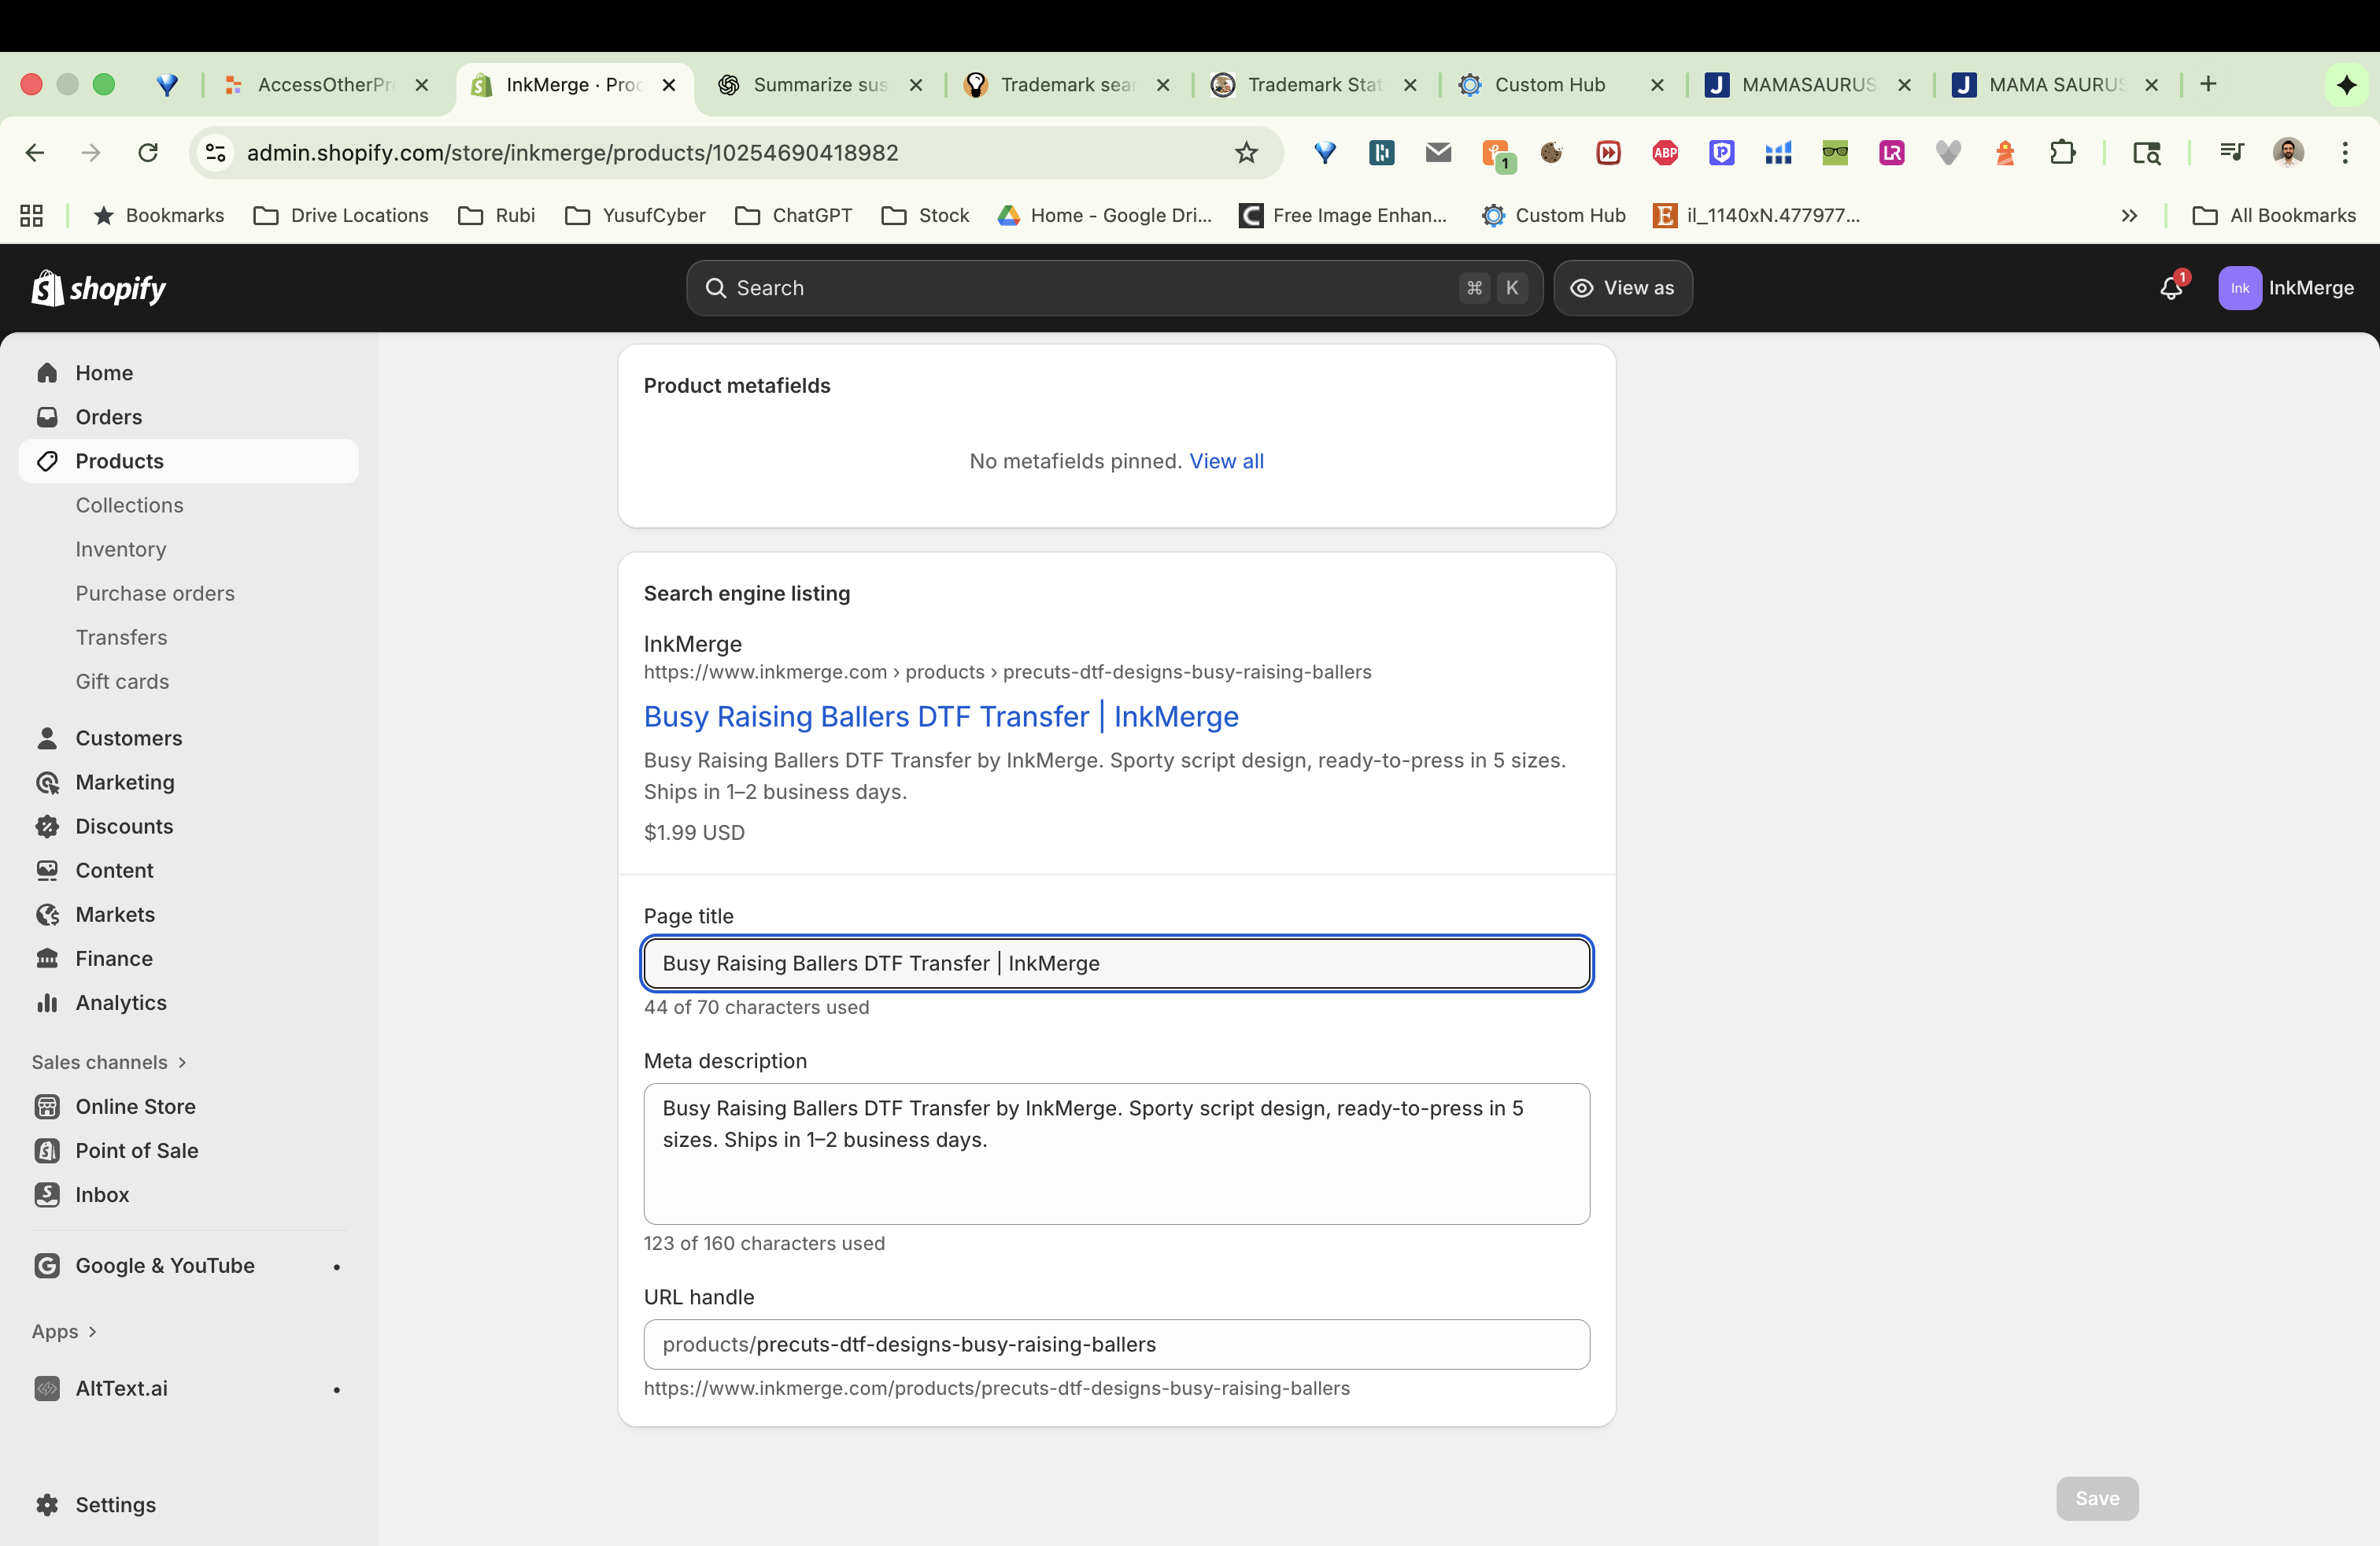 AccessOtherPr
InkMerge · Proc
Summarize sus
Trademark sear
Trademark Stat
Custom Hub
MAMASAURUS
MAMA SAURUS
admin.shopify.com/store/inkmerge/products/10254690418982
1
ABP
LR
Bookmarks
Drive Locations
Rubi
YusufCyber
ChatGPT
Stock
Home - Google Dri...
Free Image Enhan...
Custom Hub
il_1140xN.477977...
All Bookmarks
shopify
Search
⌘ K
View as
1
Ink
InkMerge
Home
Orders
Products
Collections
Inventory
Purchase orders
Transfers
Gift cards
Customers
Marketing
Discounts
Content
Markets
Finance
Analytics
Sales channels
Online Store
Point of Sale
Inbox
Google & YouTube
Apps
AltText.ai
Settings
Product metafields
No metafields pinned. View all
Search engine listing
InkMerge
https://www.inkmerge.com › products › precuts-dtf-designs-busy-raising-ballers
Busy Raising Ballers DTF Transfer | InkMerge
Busy Raising Ballers DTF Transfer by InkMerge. Sporty script design, ready-to-press in 5 sizes.
Ships in 1–2 business days.
$1.99 USD
Page title
Busy Raising Ballers DTF Transfer | InkMerge
44 of 70 characters used
Meta description
Busy Raising Ballers DTF Transfer by InkMerge. Sporty script design, ready-to-press in 5
sizes. Ships in 1–2 business days.
123 of 160 characters used
URL handle
products/precuts-dtf-designs-busy-raising-ballers
https://www.inkmerge.com/products/precuts-dtf-designs-busy-raising-ballers
Save